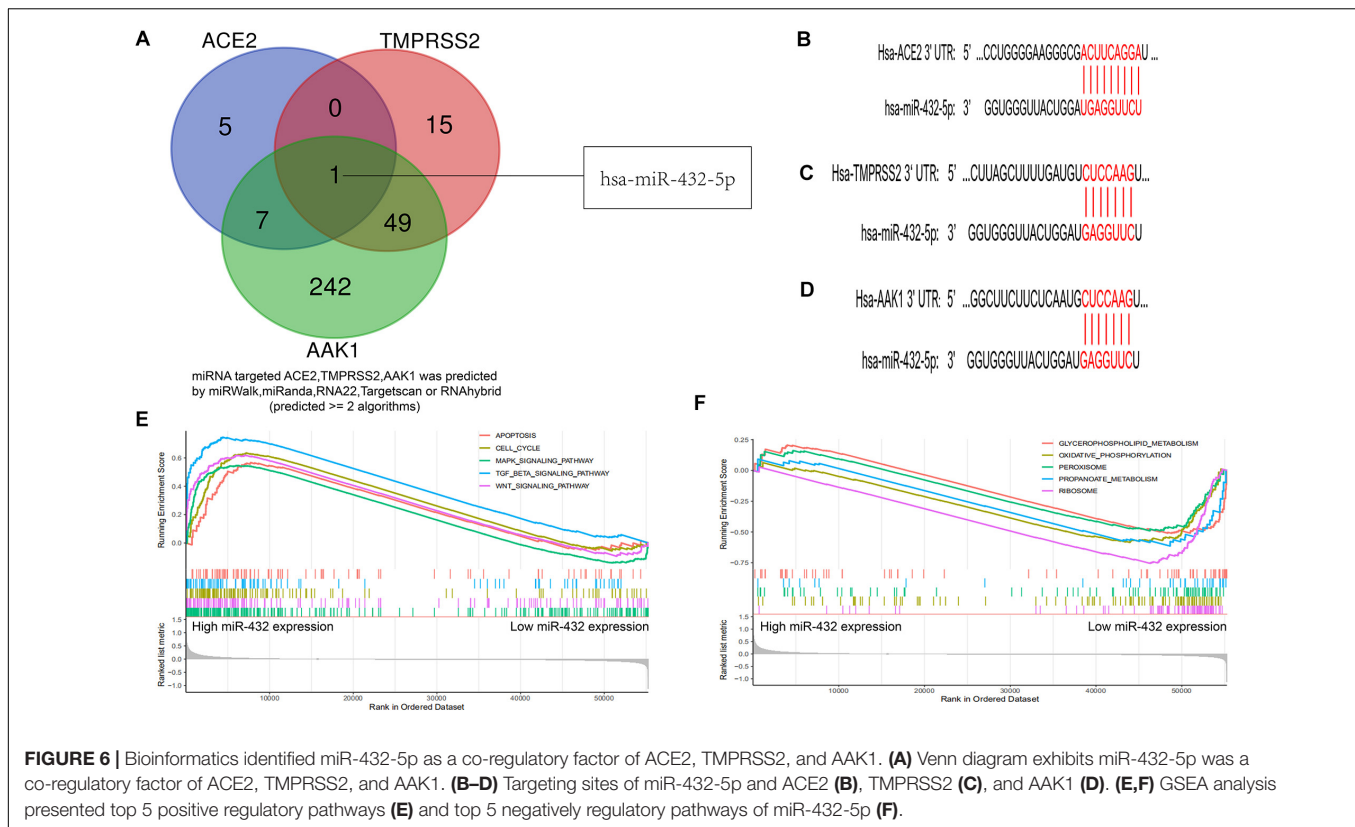 A
ACE2
TMPRSS2
5
0
15
1
7
49
242
AAK1
hsa-miR-432-5p
miRNA targeted ACE2,TMPRSS2,AAK1 was predicted
by miRWalk,miRanda,RNA22,Targetscan or RNAhybrid
(predicted >= 2 algorithms)
B
Hsa-ACE2 3' UTR: 5' ...CCUGGGGAAGGGCGACUUCAGGAU ...
hsa-miR-432-5p: 3' GGUGGGUUACUGGAUGAGGUUCU
C
Hsa-TMPRSS2 3' UTR: 5' ...CUUAGCUUUUGAUGUCUCCAAGU...
hsa-miR-432-5p: 3' GGUGGGUUACUGGAUGAGGUUCU
D
Hsa-AAK1 3' UTR: 5' ...GGCUUCUUCUCAAUGCUCCAAGU...
hsa-miR-432-5p: 3' GGUGGGUUACUGGAUGAGGUUCU
E
APOPTOSIS
CELL_CYCLE
MAPK_SIGNALING_PATHWAY
TGF_BETA_SIGNALING_PATHWAY
WNT_SIGNALING_PATHWAY
Running Enrichment Score
0.6
0.4
0.2
0.0
High miR-432 expression
Low miR-432 expression
Ranked list metric
1.5
1.0
0.5
0.0
−0.5
−1.0
10000
20000
30000
40000
50000
Rank in Ordered Dataset
F
GLYCEROPHOSPHOLIPID_METABOLISM
OXIDATIVE_PHOSPHORYLATION
PEROXISOME
PROPANOATE_METABOLISM
RIBOSOME
Running Enrichment Score
0.25
0.00
−0.25
−0.50
−0.75
High miR-432 expression
Low miR-432 expression
Ranked list metric
1.5
1.0
0.5
0.0
−0.5
−1.0
10000
20000
30000
40000
50000
Rank in Ordered Dataset
FIGURE 6 | Bioinformatics identified miR-432-5p as a co-regulatory factor of ACE2, TMPRSS2, and AAK1. (A) Venn diagram exhibits miR-432-5p was a
co-regulatory factor of ACE2, TMPRSS2, and AAK1. (B–D) Targeting sites of miR-432-5p and ACE2 (B), TMPRSS2 (C), and AAK1 (D). (E,F) GSEA analysis
presented top 5 positive regulatory pathways (E) and top 5 negatively regulatory pathways of miR-432-5p (F).